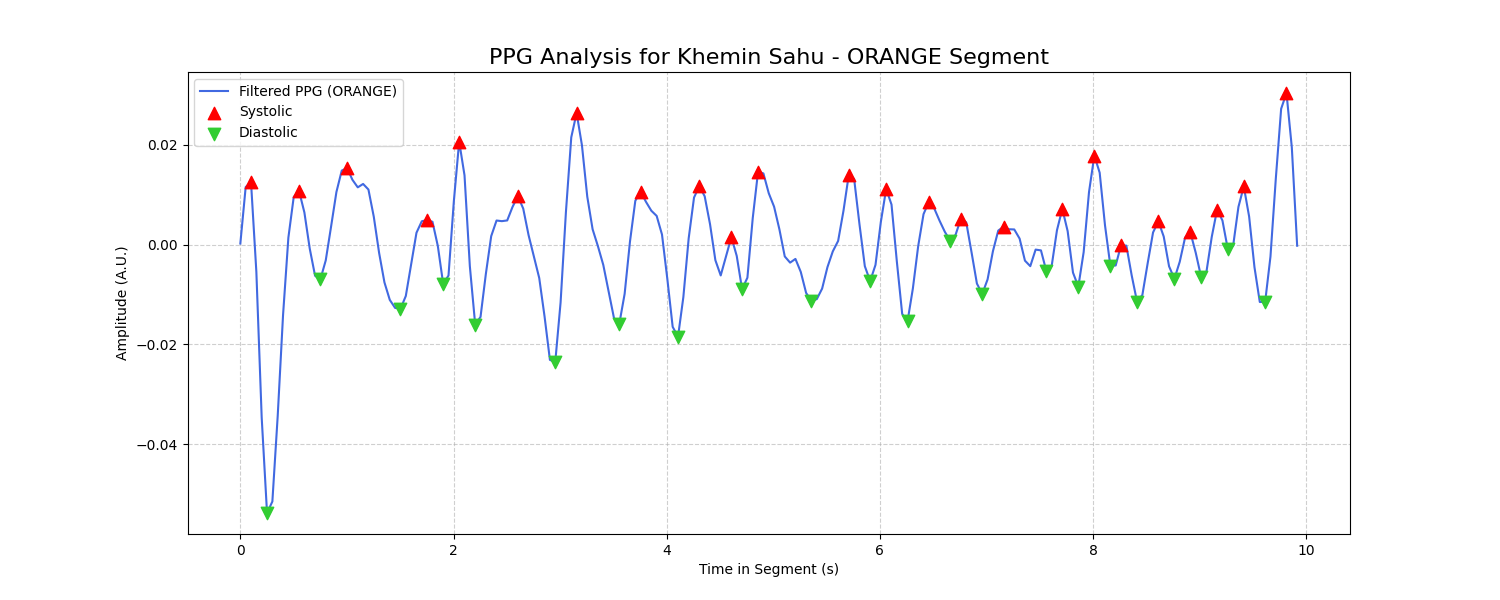 PPG Analysis for Khemin Sahu - ORANGE Segment
Filtered PPG (ORANGE)
Systolic
Diastolic
Amplitude (A.U.)
0.02
0.00
−0.02
−0.04
0 2 4 6 8 10
Time in Segment (s)